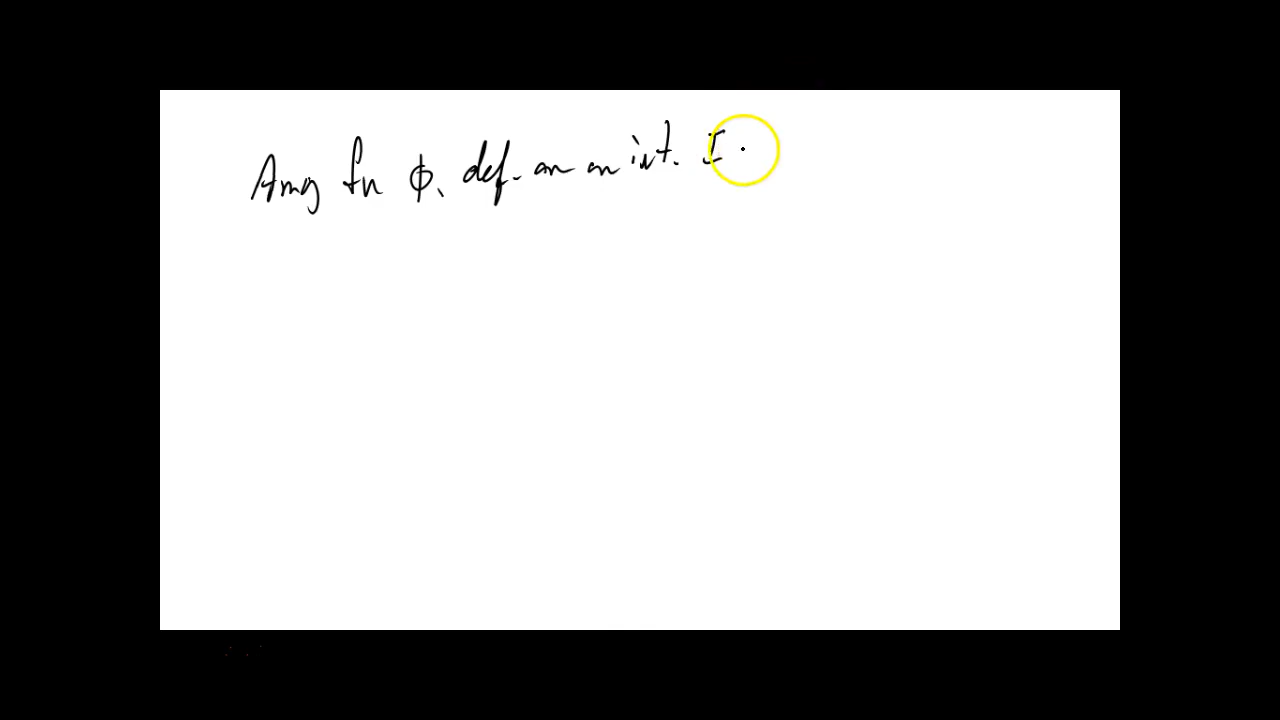 Any fn ϕ, def. on an int. I